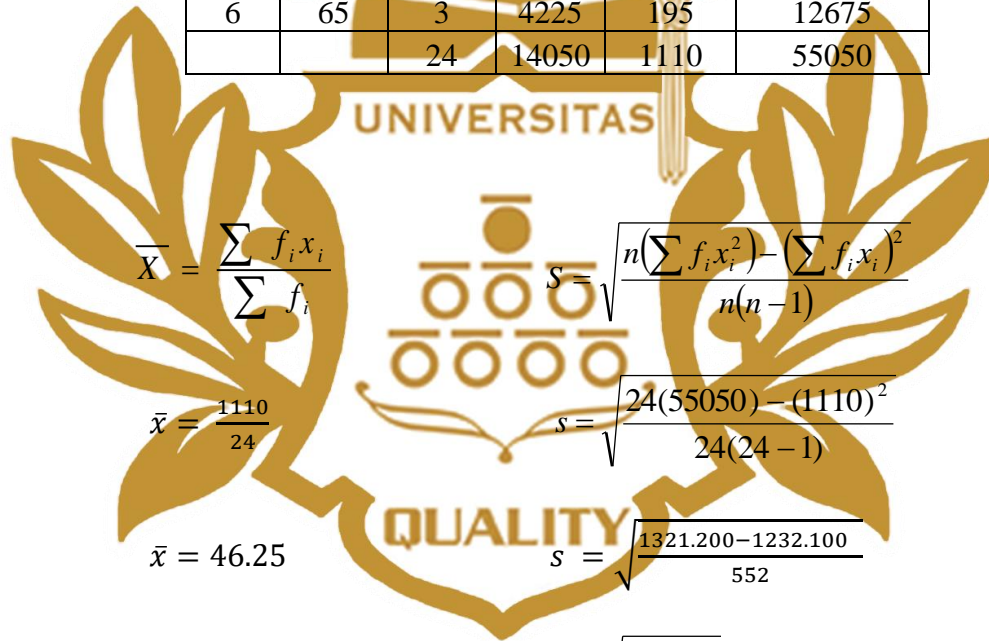 6 65 3 4225 195 12675
24 14050 1110 55050
UNIVERSITAS
X̅ = ∑ fᵢxᵢ / ∑ fᵢ S = √(n(∑ fᵢxᵢ²) − (∑ fᵢxᵢ)² / n(n − 1))
x̄ = 1110/24 s = √(24(55050) − (1110)² / 24(24 − 1))
QUALITY
x̄ = 46.25 s = √(1321.200−1232.100 / 552)